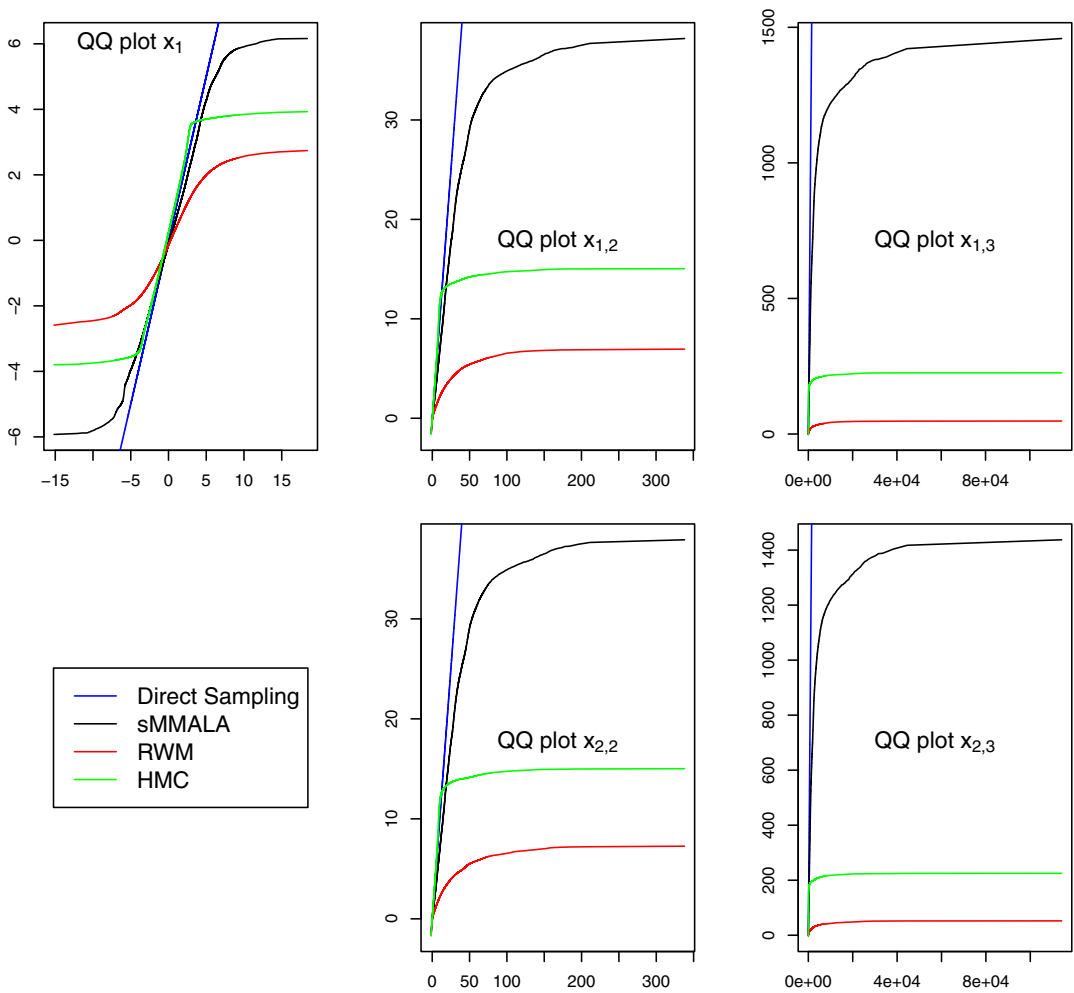 QQ plot x1
6
4
2
0
−2
−4
−6
−15
−5
0
5
15
QQ plot x1,2
30
20
10
0
0
50
100
200
300
QQ plot x1,3
1500
1000
500
0
0e+00
4e+04
8e+04
Direct Sampling
sMMALA
RWM
HMC
QQ plot x2,2
30
20
10
0
0
50
100
200
300
QQ plot x2,3
1400
1200
1000
800
600
400
200
0
0e+00
4e+04
8e+04